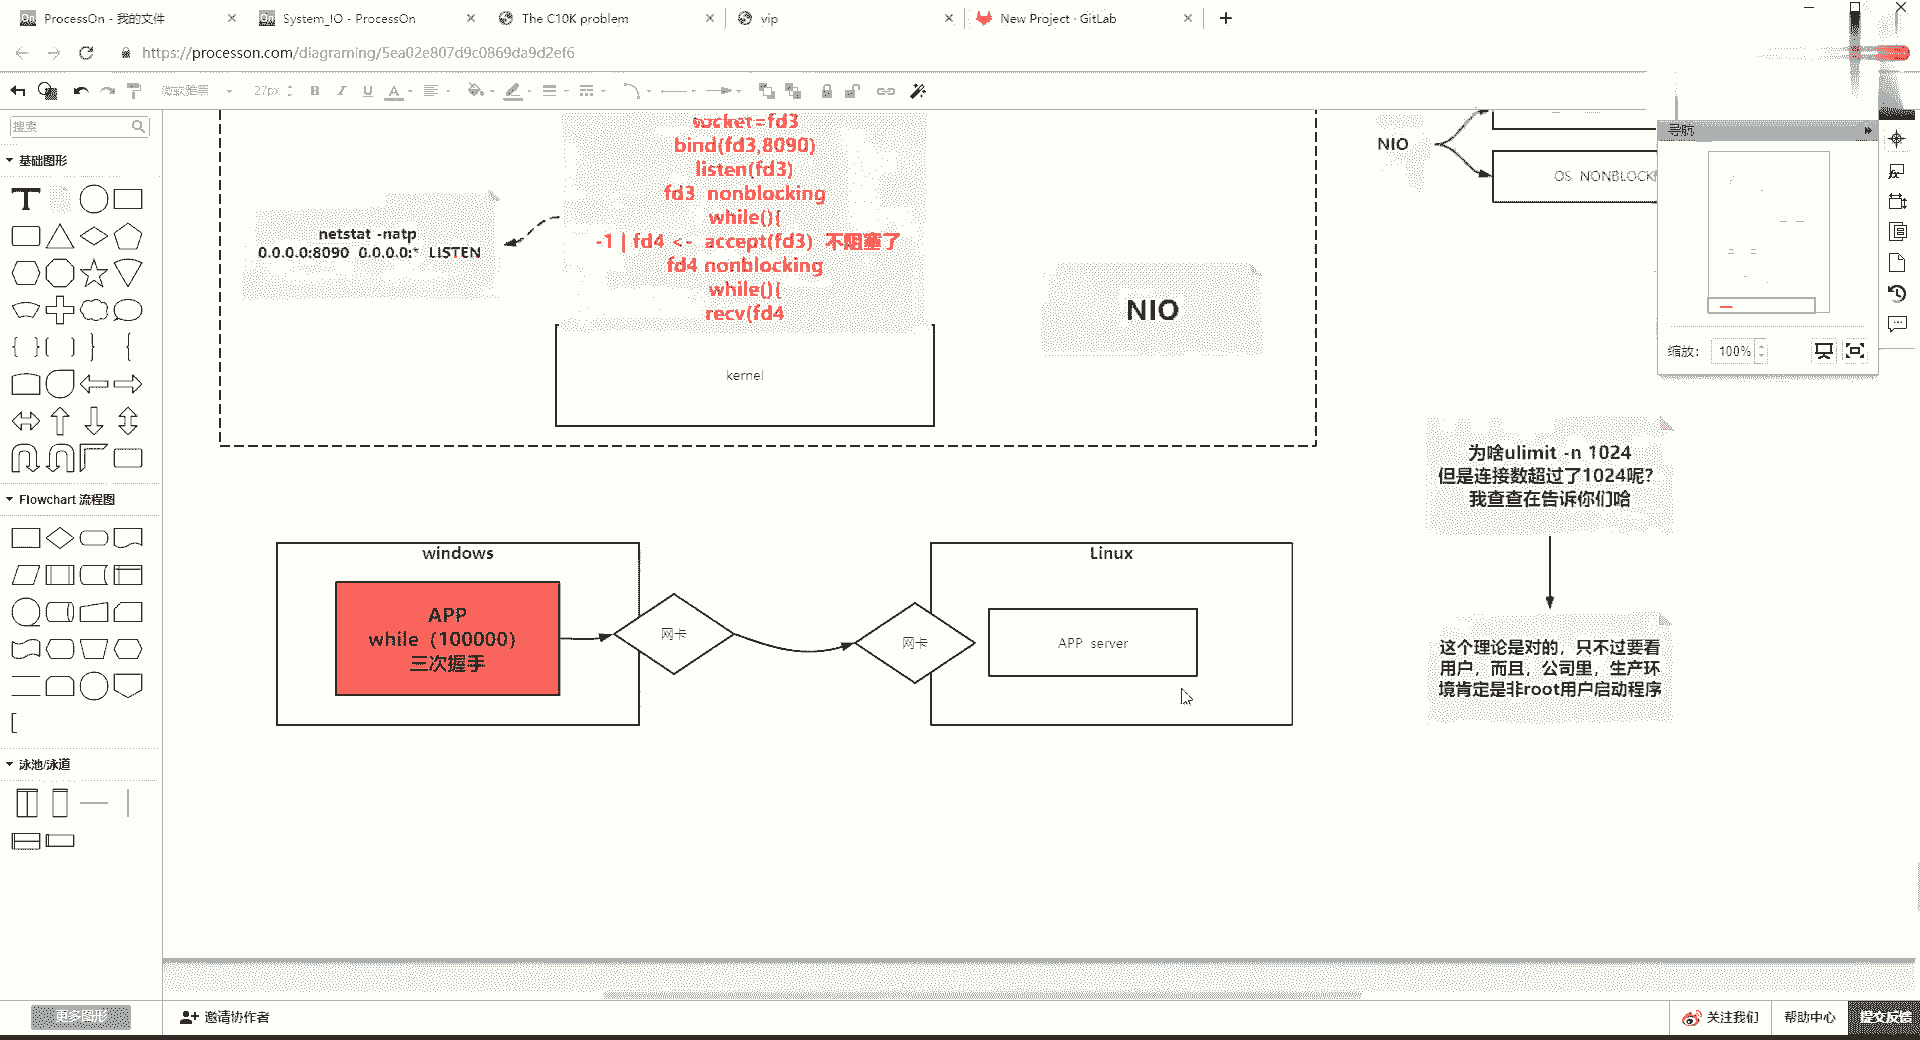 ProcessOn - 我的文件
System_IO - ProcessOn
The C10K problem
vip
New Project · GitLab
https://processon.com/diagraming/5ea02e807d9c0869da9d2ef6
微软雅黑
27px
搜索
基础图形
Flowchart 流程图
泳池/泳道
更多图形
socket=fd3
bind(fd3,8090)
listen(fd3)
fd3 nonblocking
while(){
-1 | fd4 <- accept(fd3) 不阻塞了
fd4 nonblocking
while(){
recv(fd4
netstat -natp
0.0.0.0:8090 0.0.0.0:* LISTEN
kernel
NIO
NIO
OS NONBLOCK
导航
缩放:
100%
为啥ulimit -n 1024
但是连接数超过了1024呢?
我查查在告诉你们哈
这个理论是对的,只不过要看
用户,而且,公司里,生产环
境肯定是非root用户启动程序
windows
APP
while(100000)
三次握手
网卡
网卡
Linux
APP server
邀请协作者
关注我们
帮助中心
提交反馈